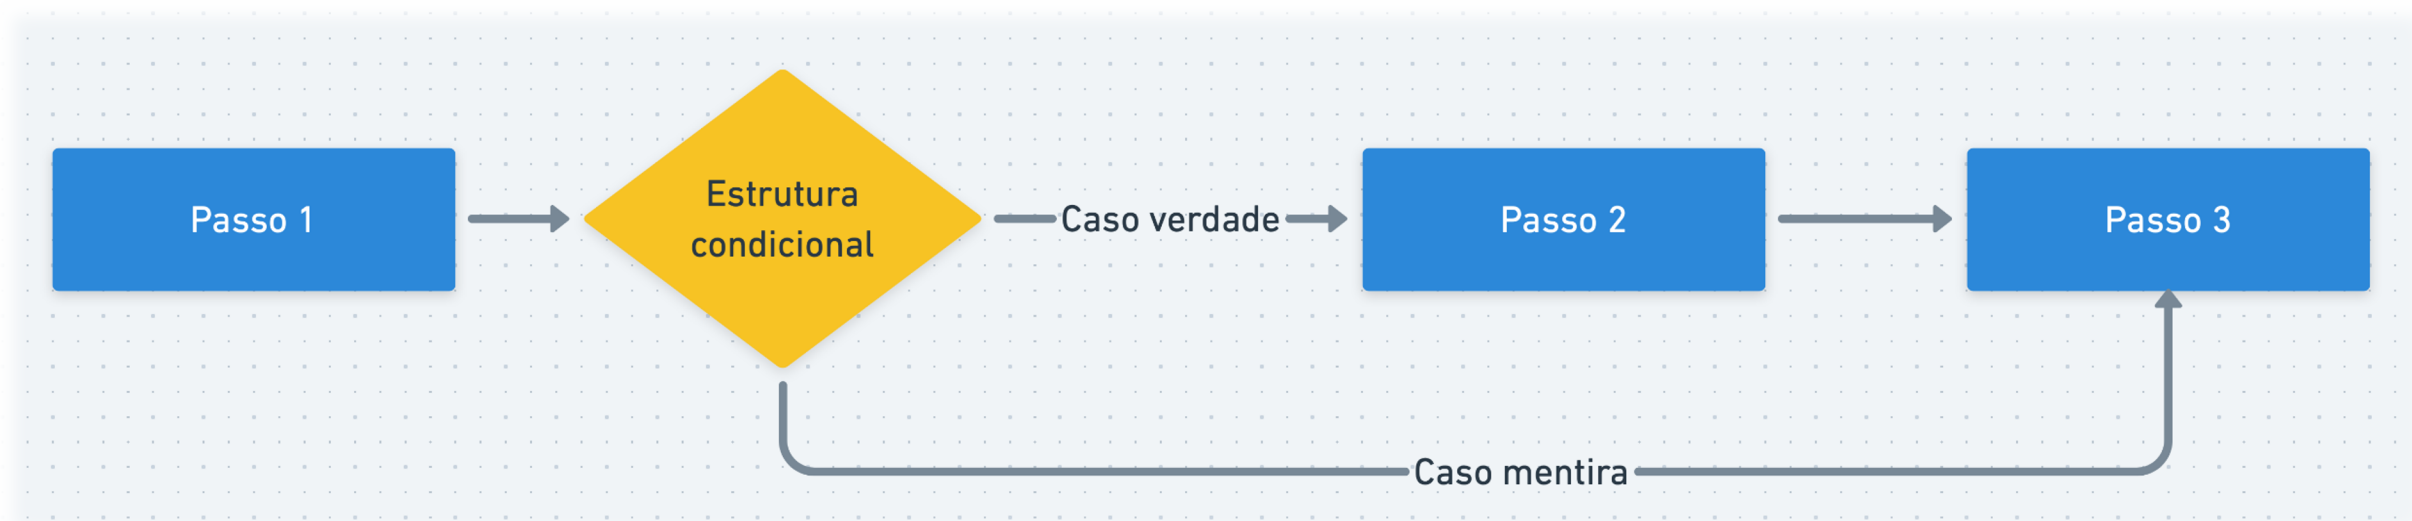 Passo 1
Estrutura
condicional
Caso verdade
Passo 2
Passo 3
Caso mentira